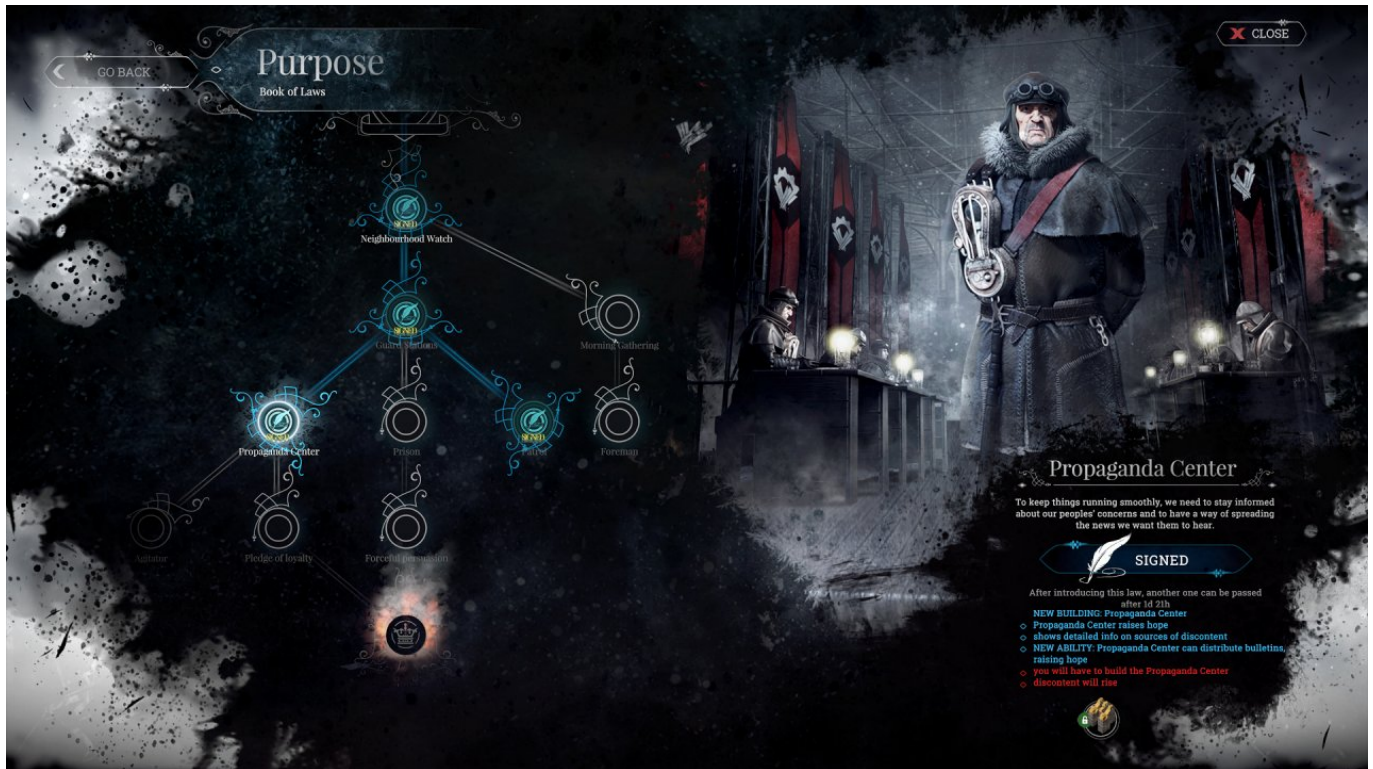 GO BACK
Purpose
Book of Laws
CLOSE
SIGNED
Neighbourhood Watch
SIGNED
Guard Stations
Morning Gathering
SIGNED
Propaganda Center
Prison
SIGNED
Patrol
Foreman
Agitator
Pledge of loyalty
Forceful persuasion
Propaganda Center
To keep things running smoothly, we need to stay informed
about our peoples' concerns and to have a way of spreading
the news we want them to hear.
SIGNED
After introducing this law, another one can be passed
after 1d 21h
NEW BUILDING: Propaganda Center
Propaganda Center raises hope
shows detailed info on sources of discontent
NEW ABILITY: Propaganda Center can distribute bulletins,
raising hope
you will have to build the Propaganda Center
discontent will rise